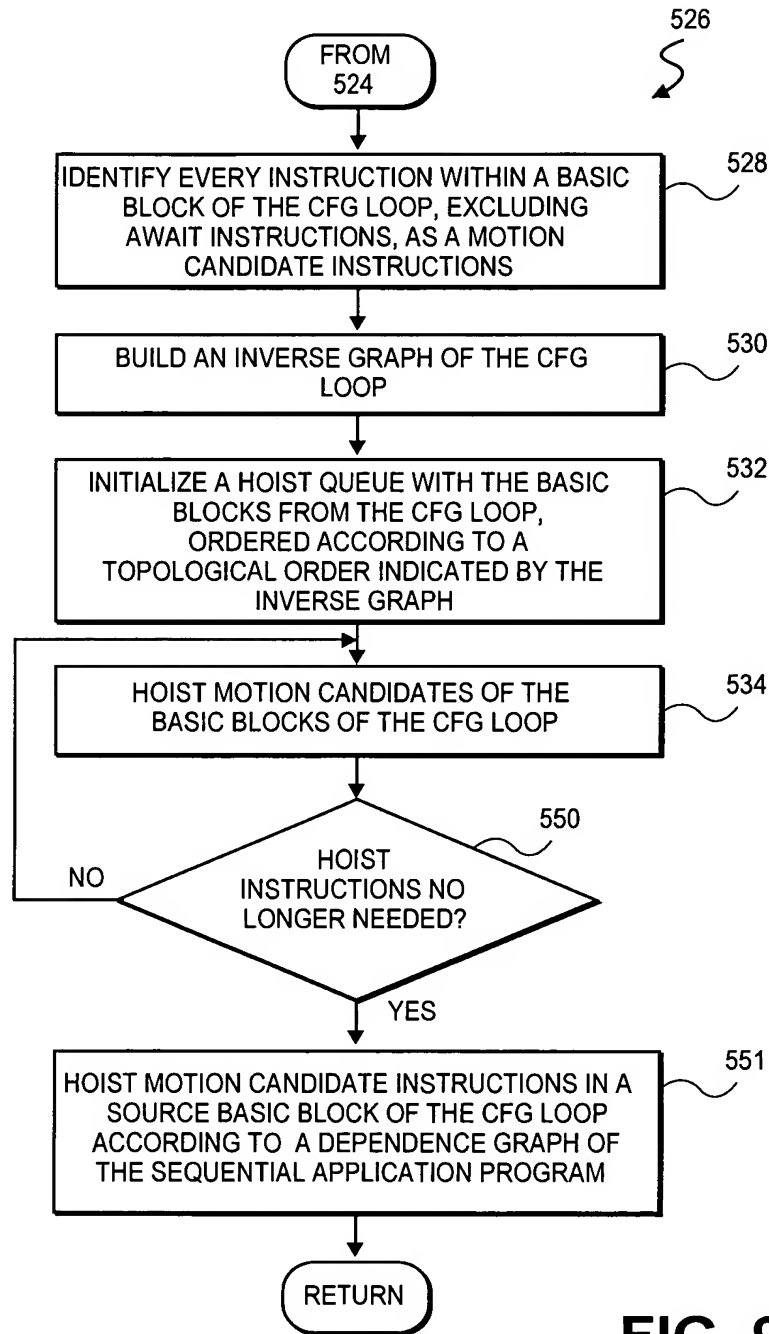 526
FROM
524
IDENTIFY EVERY INSTRUCTION WITHIN A BASIC
BLOCK OF THE CFG LOOP, EXCLUDING
AWAIT INSTRUCTIONS, AS A MOTION
CANDIDATE INSTRUCTIONS
528
BUILD AN INVERSE GRAPH OF THE CFG
LOOP
530
INITIALIZE A HOIST QUEUE WITH THE BASIC
BLOCKS FROM THE CFG LOOP,
ORDERED ACCORDING TO A
TOPOLOGICAL ORDER INDICATED BY THE
INVERSE GRAPH
532
HOIST MOTION CANDIDATES OF THE
BASIC BLOCKS OF THE CFG LOOP
534
HOIST
INSTRUCTIONS NO
LONGER NEEDED?
550
NO
YES
HOIST MOTION CANDIDATE INSTRUCTIONS IN A
SOURCE BASIC BLOCK OF THE CFG LOOP
ACCORDING TO A DEPENDENCE GRAPH OF
THE SEQUENTIAL APPLICATION PROGRAM
551
RETURN
FIG.